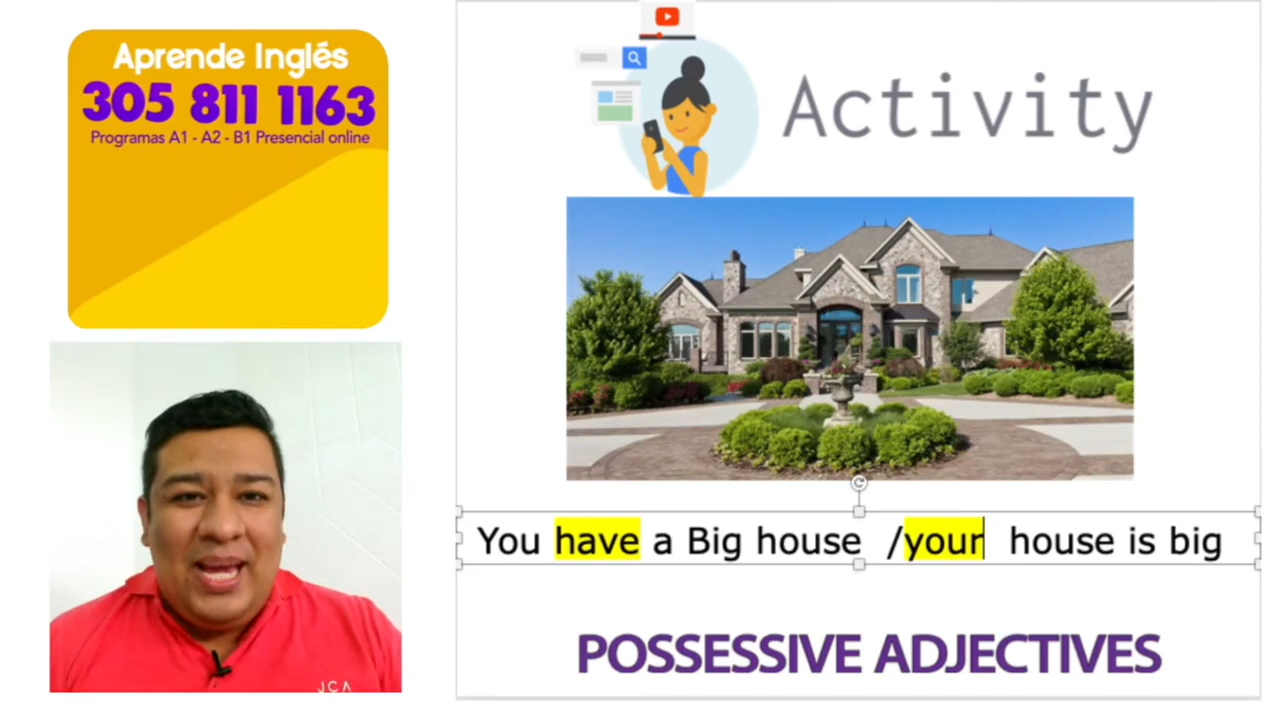 Aprende Inglés
305 811 1163
Programas A1 - A2 - B1 Presencial online
Activity
You have a Big house /your house is big
POSSESSIVE ADJECTIVES
JCA